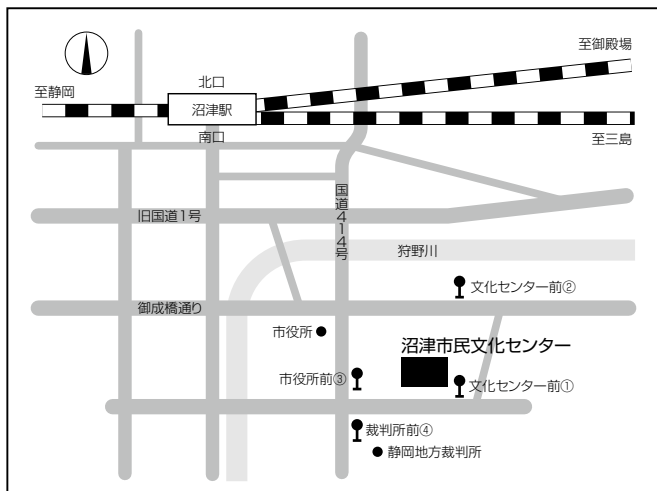 至御殿場
北口
至静岡
沼津駅
南口
至三島
国道414号
旧国道1号
狩野川
文化センター前②
御成橋通り
市役所
沼津市民文化センター
市役所前③
文化センター前①
裁判所前④
静岡地方裁判所